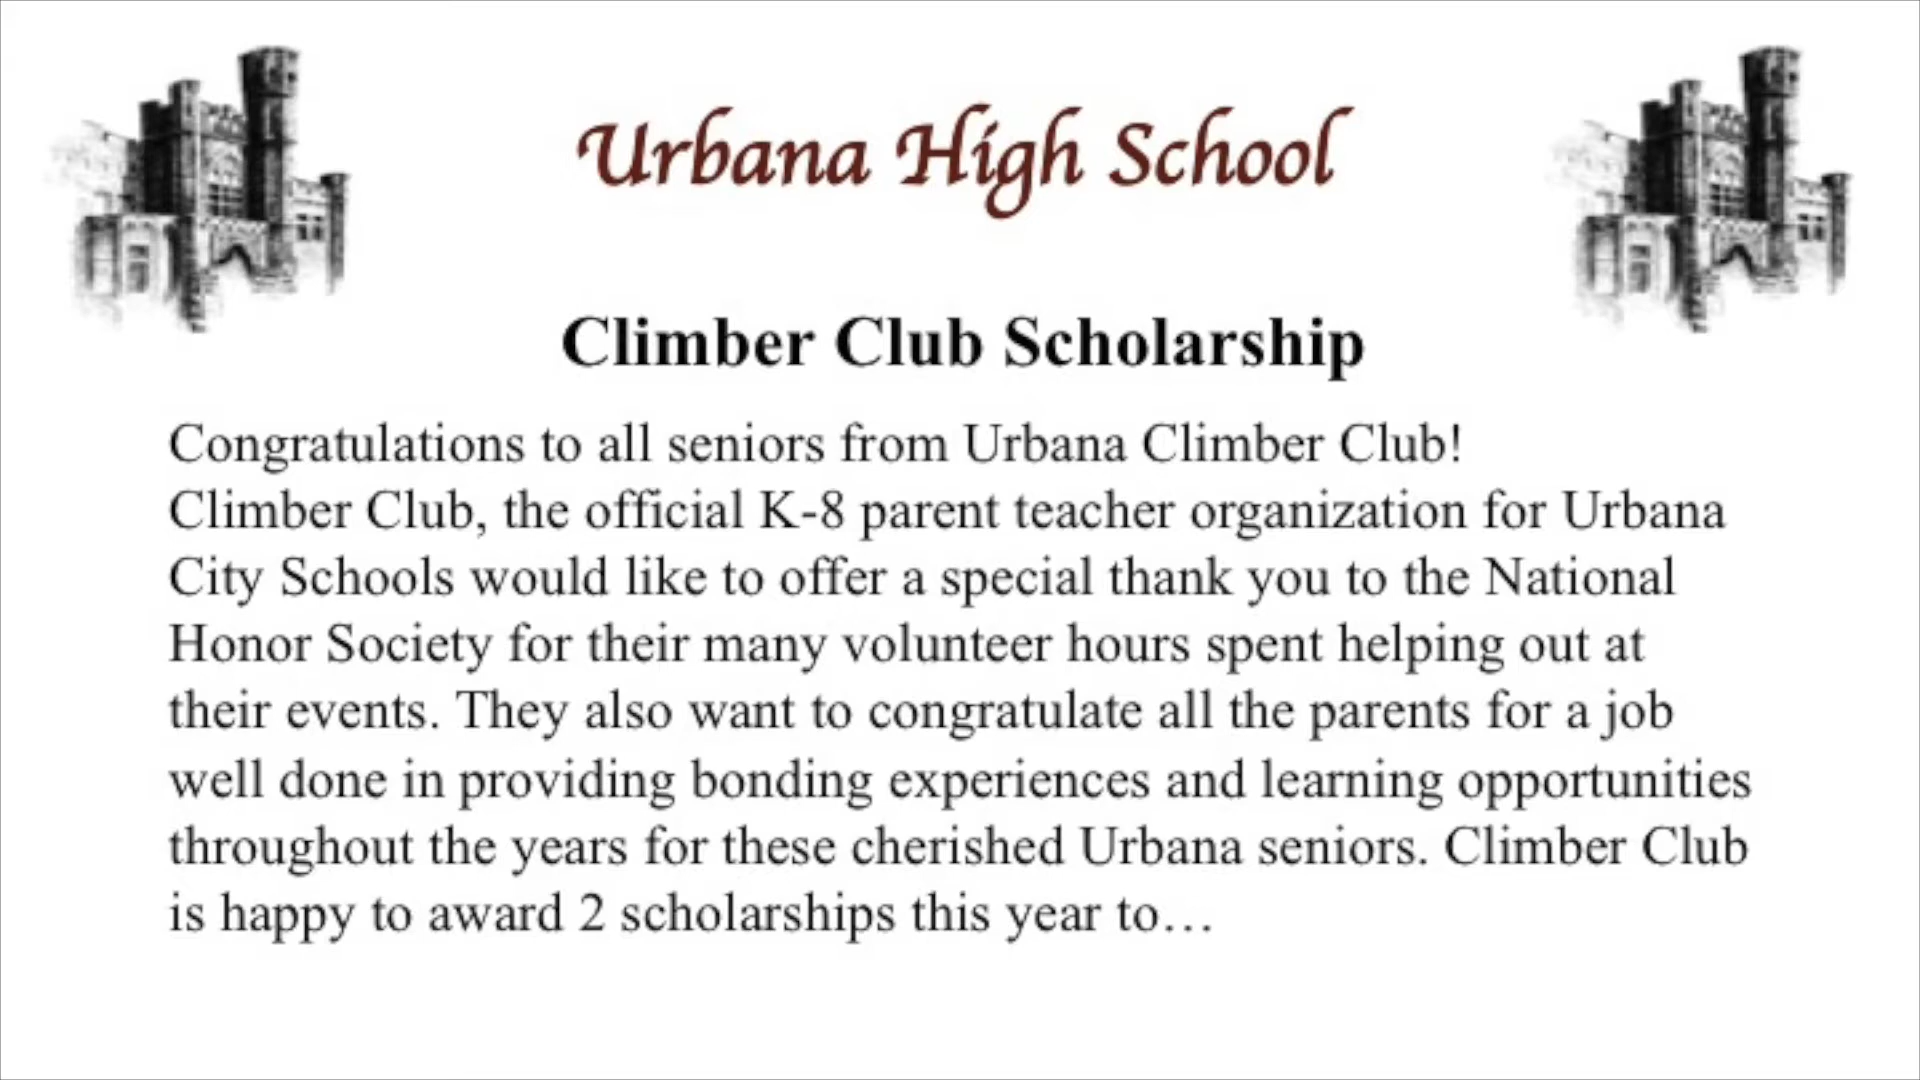 Urbana High School
Climber Club Scholarship
Congratulations to all seniors from Urbana Climber Club!
Climber Club, the official K-8 parent teacher organization for Urbana
City Schools would like to offer a special thank you to the National
Honor Society for their many volunteer hours spent helping out at
their events. They also want to congratulate all the parents for a job
well done in providing bonding experiences and learning opportunities
throughout the years for these cherished Urbana seniors. Climber Club
is happy to award 2 scholarships this year to…